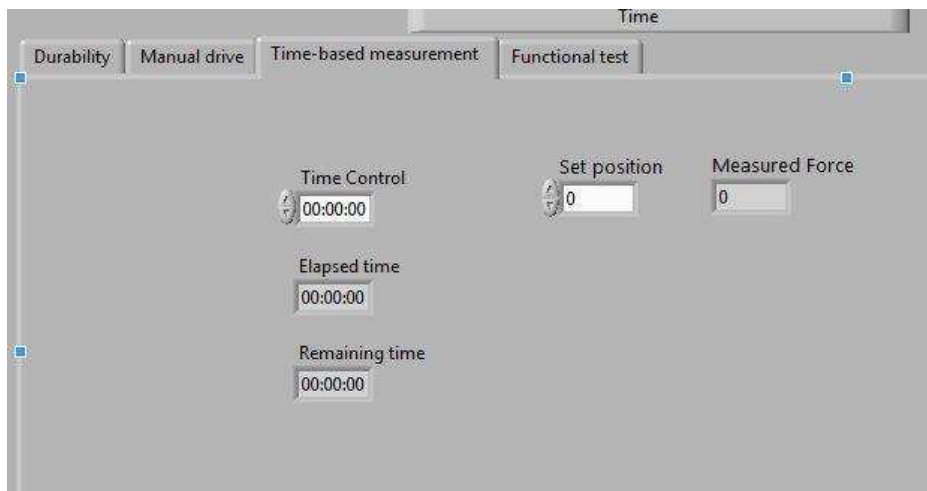 Time
Durability Manual drive Time-based measurement Functional test
Time Control Set position Measured Force
00:00:00 0 0
Elapsed time
00:00:00
Remaining time
00:00:00